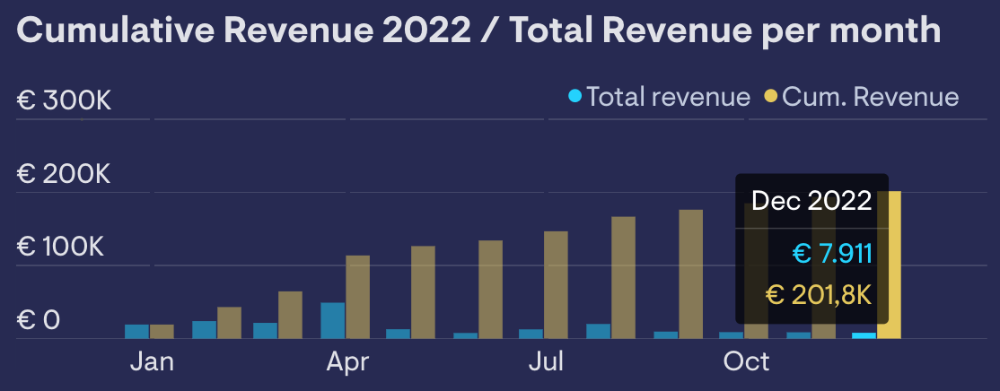 Cumulative Revenue 2022 / Total Revenue per month
Total revenue Cum. Revenue
€ 300K
€ 200K
€ 100K
€ 0
Dec 2022
€ 7.911
€ 201,8K
Jan Apr Jul Oct